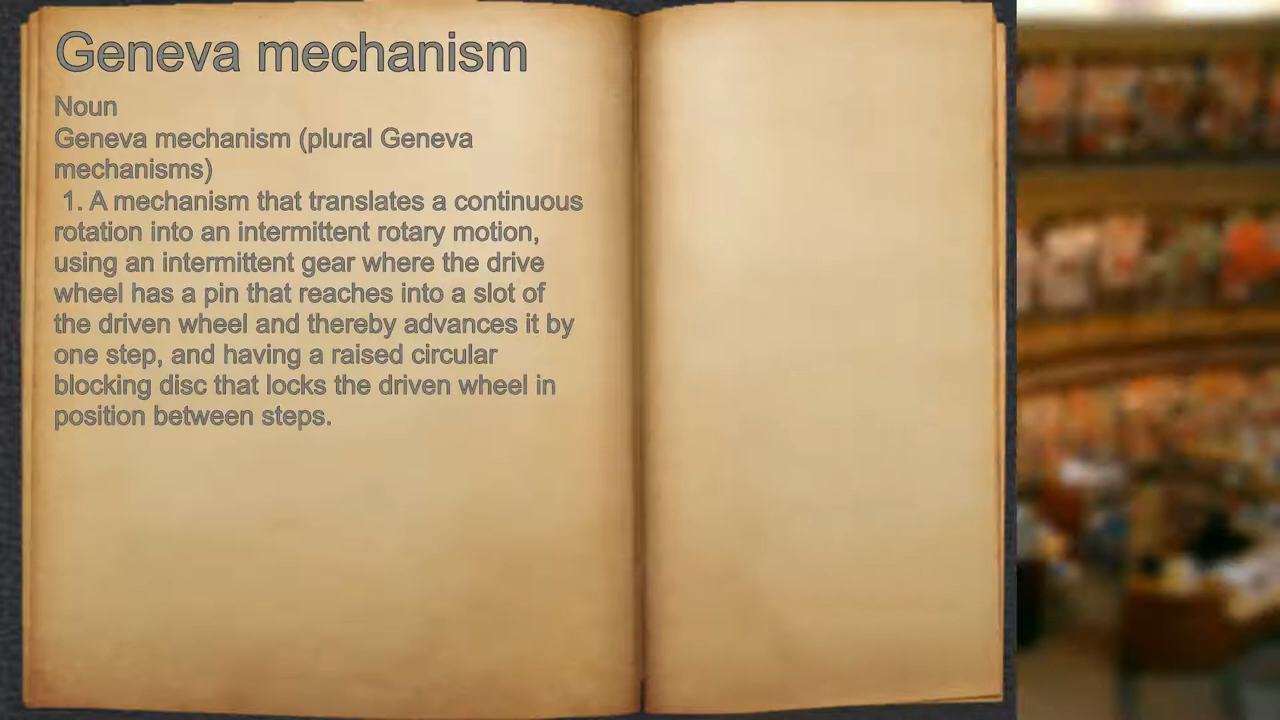 Geneva mechanism
Noun
Geneva mechanism (plural Geneva
mechanisms)
1. A mechanism that translates a continuous
rotation into an intermittent rotary motion,
using an intermittent gear where the drive
wheel has a pin that reaches into a slot of
the driven wheel and thereby advances it by
one step, and having a raised circular
blocking disc that locks the driven wheel in
position between steps.